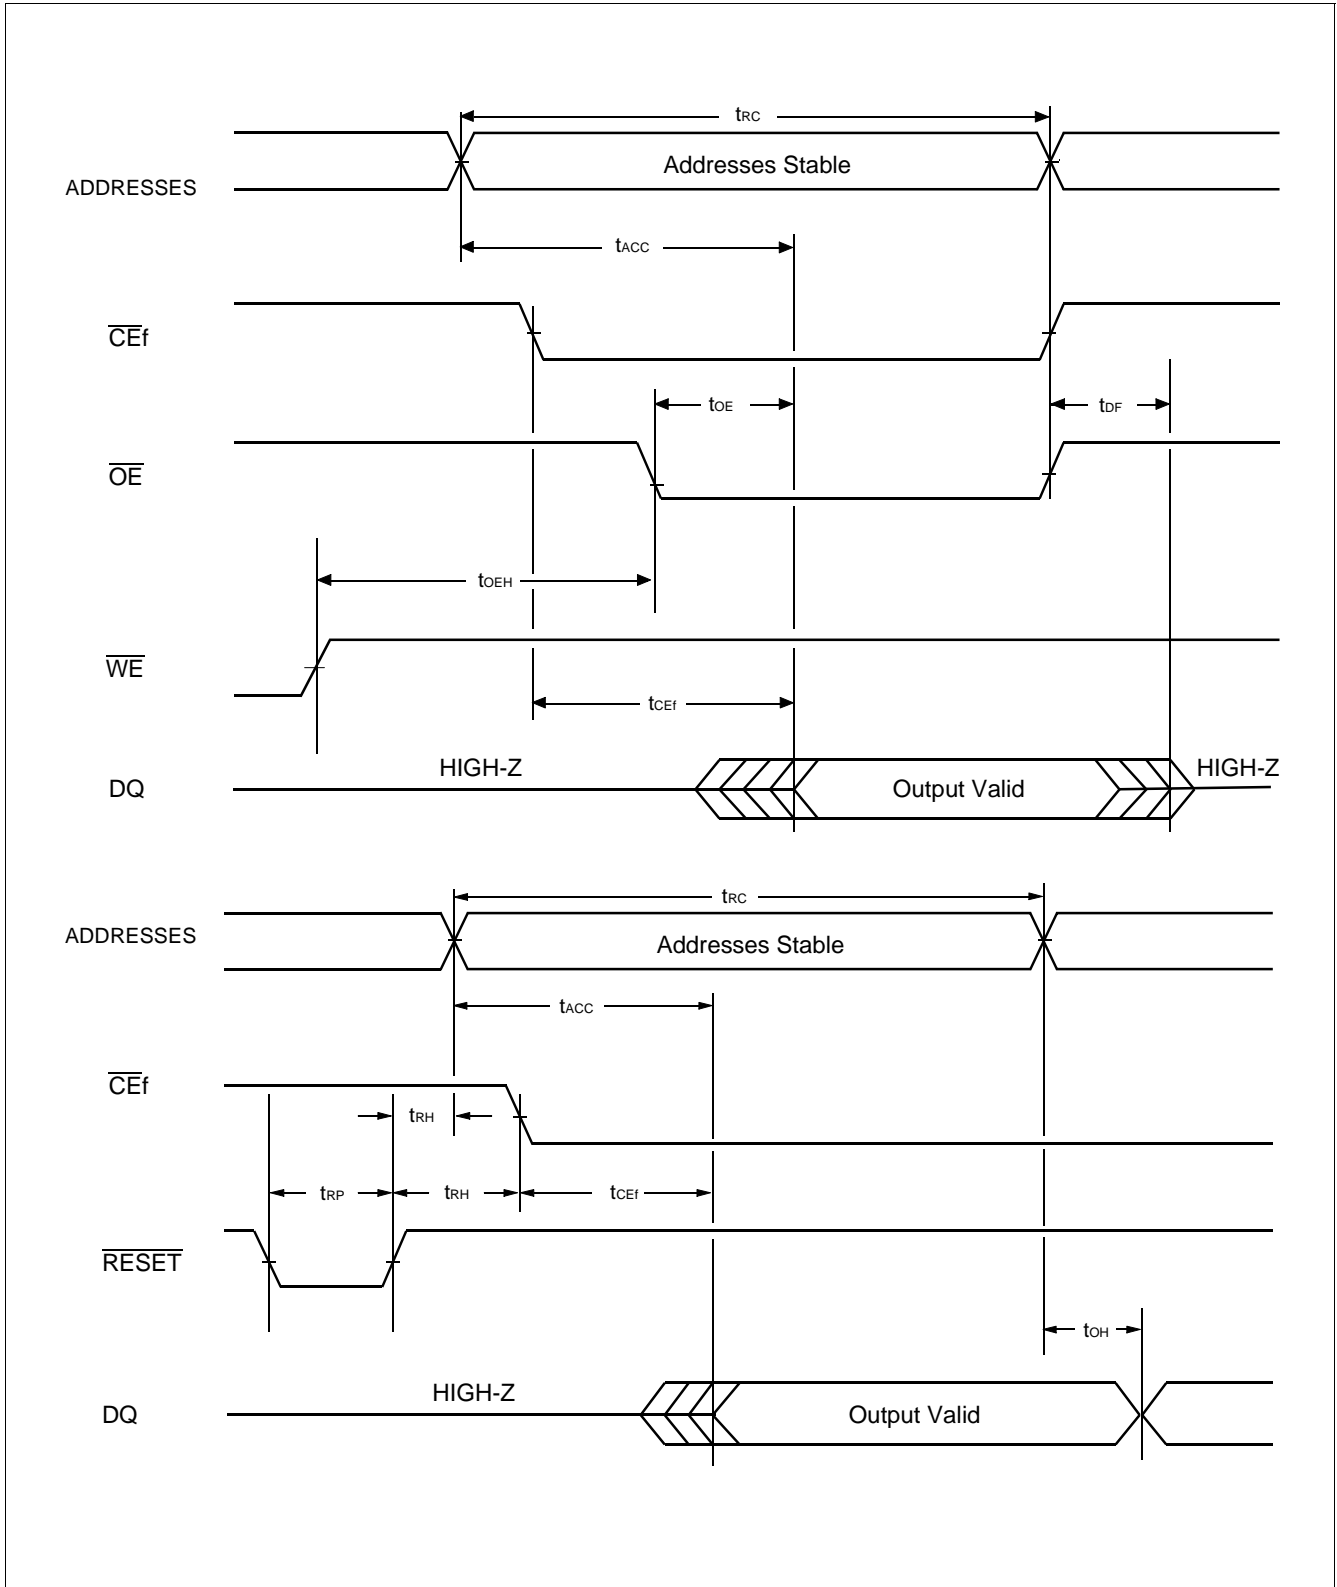 tRC
Addresses Stable
ADDRESSES
tACC
CEf
tOE
tDF
OE
tOEH
WE
tCEf
HIGH-Z
HIGH-Z
DQ
Output Valid
tRC
ADDRESSES
Addresses Stable
tACC
CEf
tRH
tRP
tRH
tCEf
RESET
tOH
HIGH-Z
DQ
Output Valid